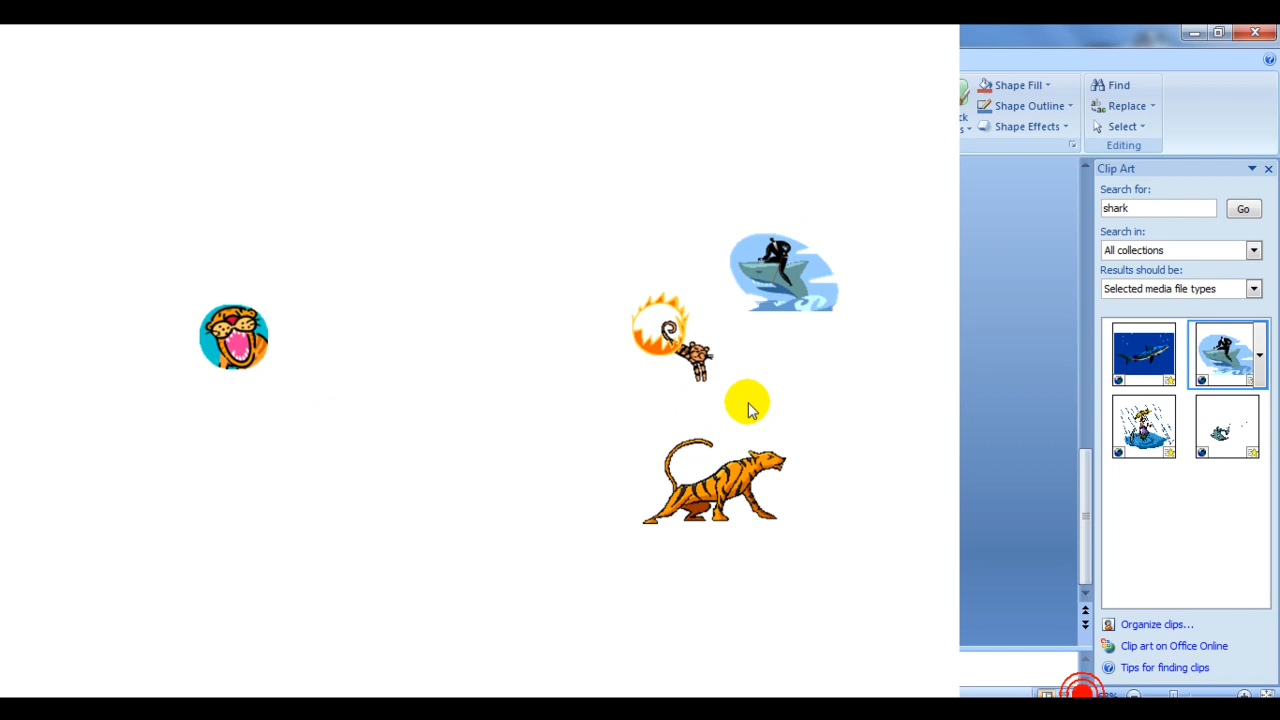 Shape Fill
Find
Shape Outline
Replace
Shape Effects
Select
Editing
Clip Art
Search for:
shark
Go
Search in:
All collections
Results should be:
Selected media file types
Organize clips...
Clip art on Office Online
Tips for finding clips